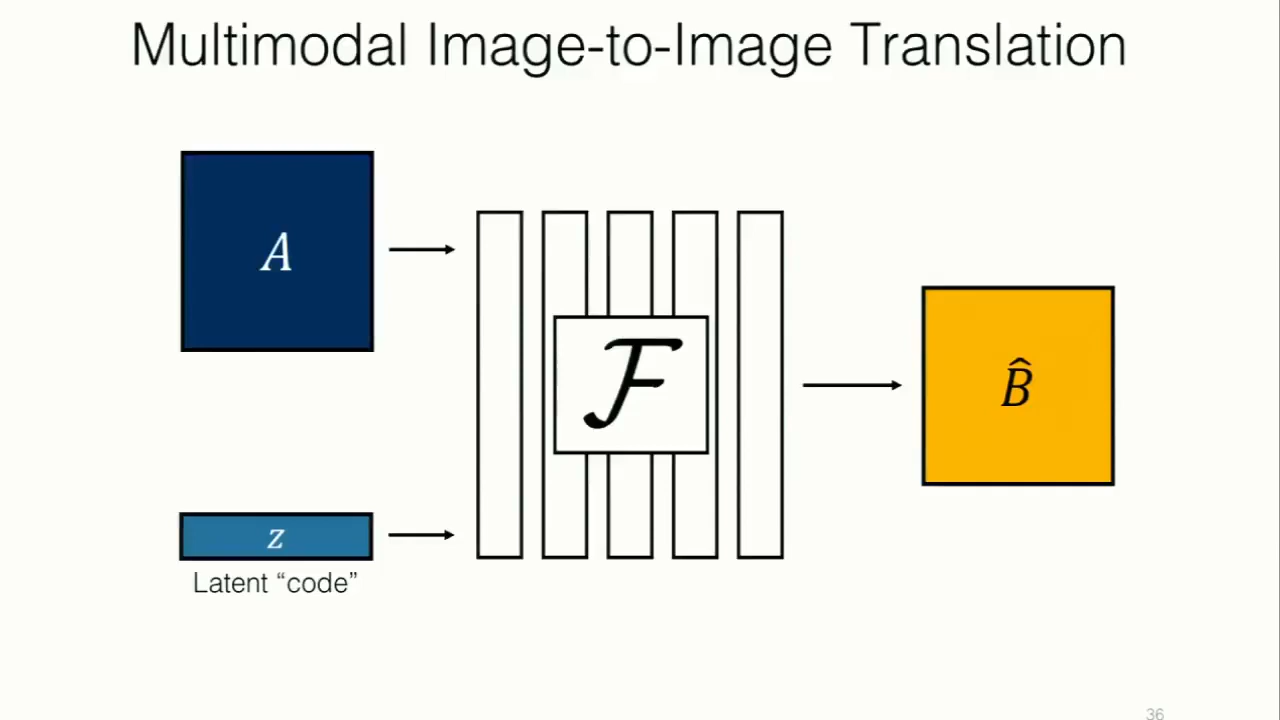 Multimodal Image-to-Image Translation
A
ℱ
B̂
z
Latent “code”
36